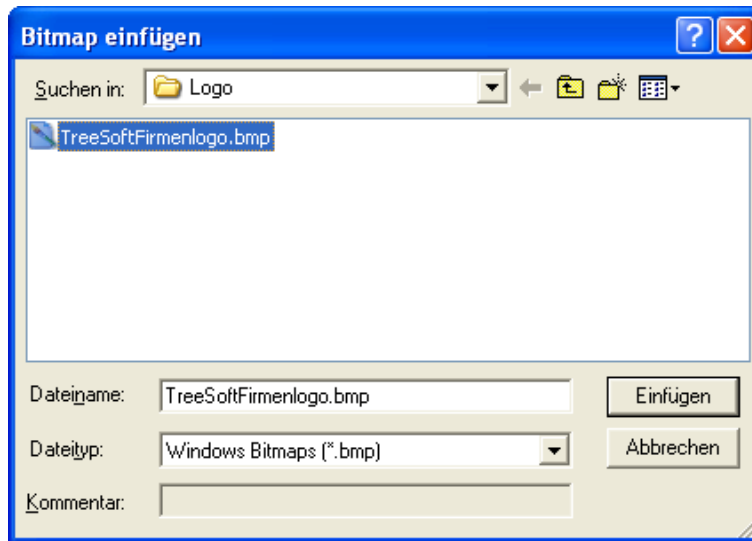 Bitmap einfügen
Suchen in: Logo
TreeSoftFirmenlogo.bmp
Dateiname: TreeSoftFirmenlogo.bmp Einfügen
Dateityp: Windows Bitmaps (*.bmp) Abbrechen
Kommentar: